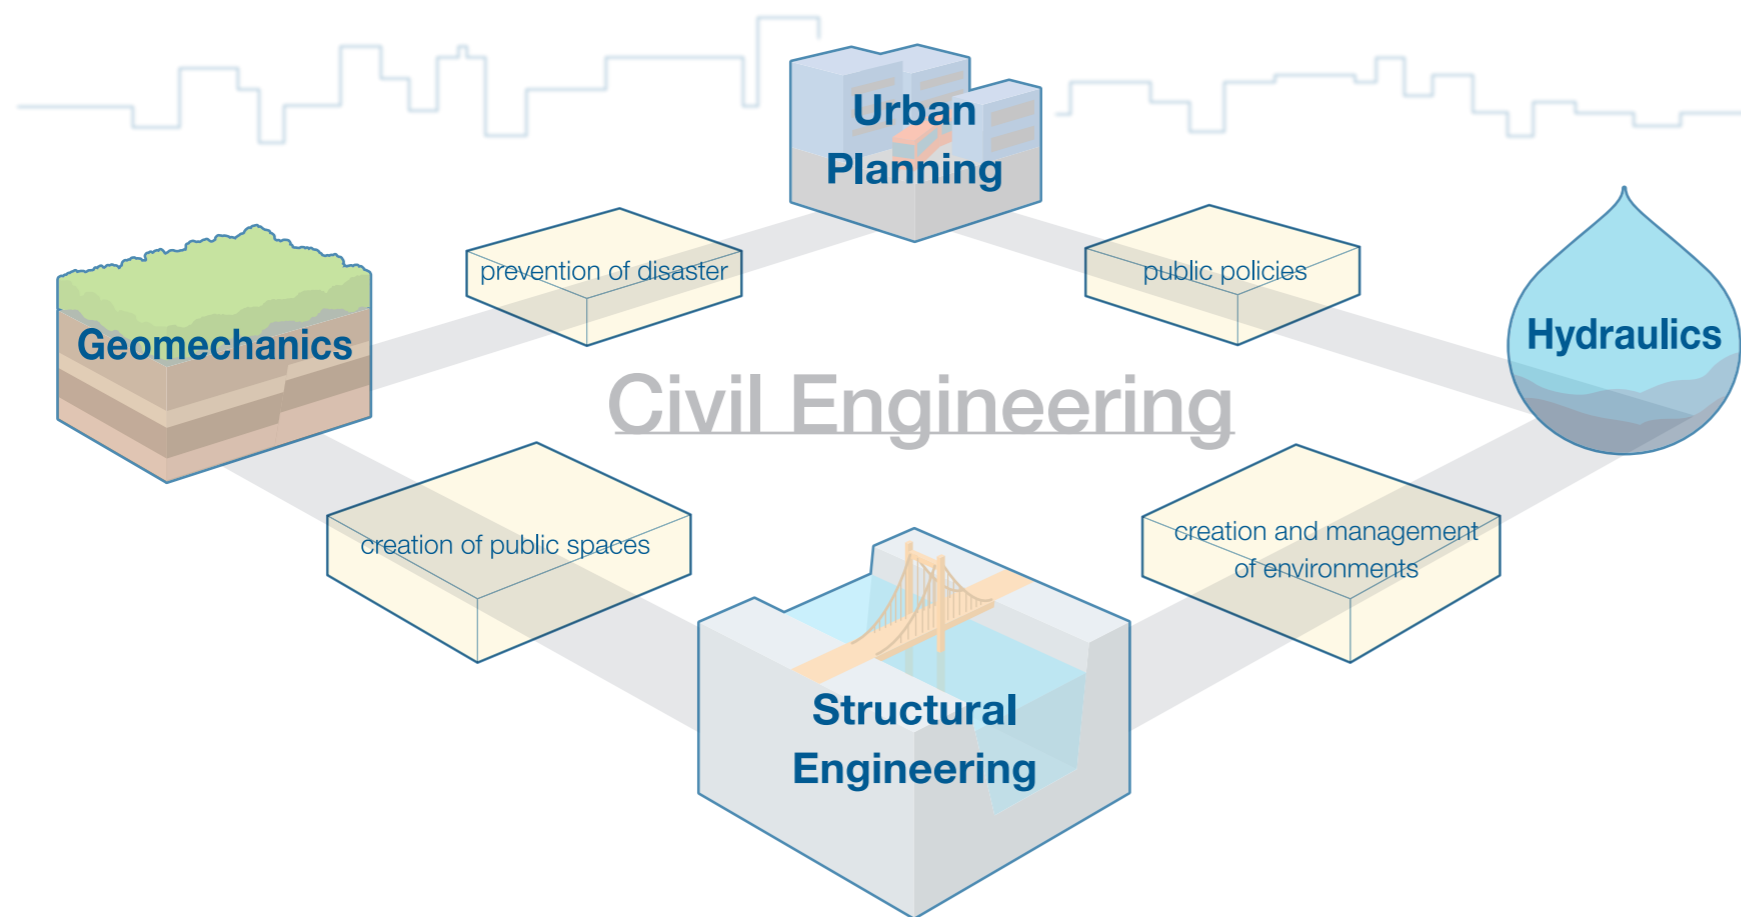 Urban
Planning
prevention of disaster
public policies
Geomechanics
Hydraulics
Civil Engineering
creation of public spaces
creation and management
of environments
Structural
Engineering